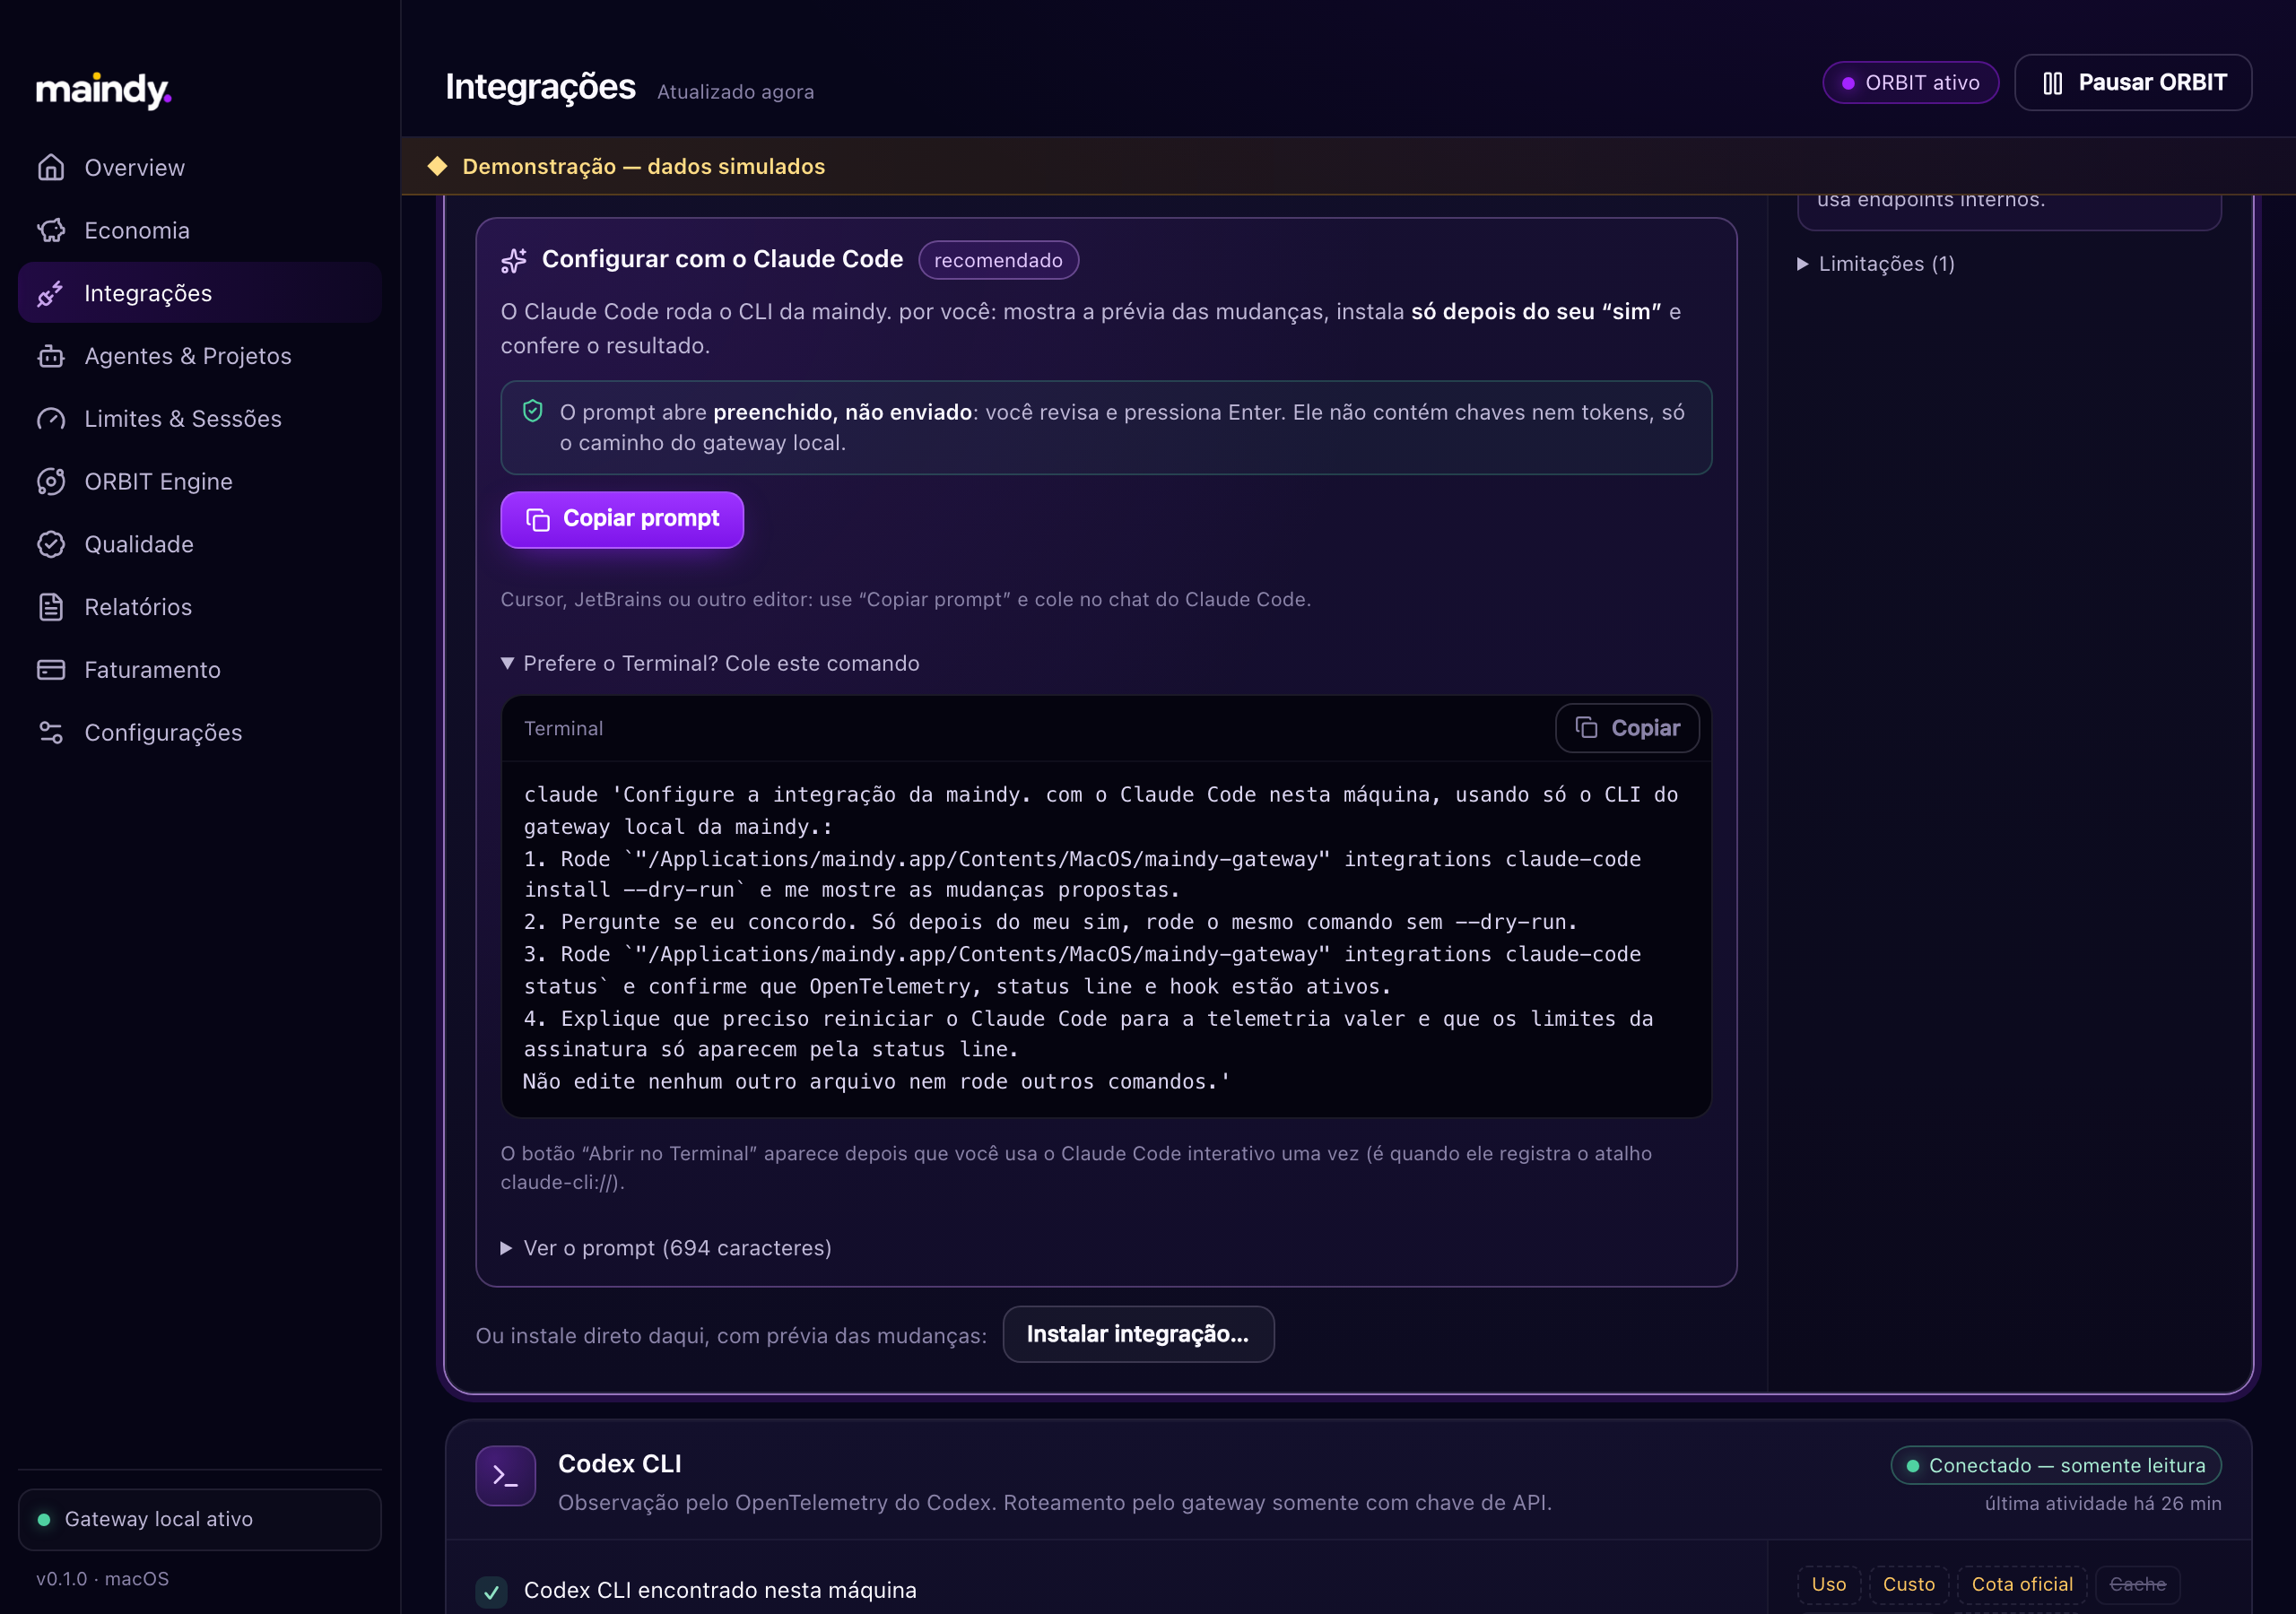 maindy.
Overview
Economia
Integrações
Agentes & Projetos
Limites & Sessões
ORBIT Engine
Qualidade
Relatórios
Faturamento
Configurações
Gateway local ativo
v0.1.0 · macOS
Integrações
Atualizado agora
ORBIT ativo
Pausar ORBIT
Demonstração — dados simulados
usa endpoints internos.
Limitações (1)
Configurar com o Claude Code
recomendado
O Claude Code roda o CLI da maindy. por você: mostra a prévia das mudanças, instala só depois do seu “sim” e
confere o resultado.
O prompt abre preenchido, não enviado: você revisa e pressiona Enter. Ele não contém chaves nem tokens, só
o caminho do gateway local.
Copiar prompt
Cursor, JetBrains ou outro editor: use “Copiar prompt” e cole no chat do Claude Code.
Prefere o Terminal? Cole este comando
Terminal
Copiar
claude 'Configure a integração da maindy. com o Claude Code nesta máquina, usando só o CLI do
gateway local da maindy.:
1. Rode `"/Applications/maindy.app/Contents/MacOS/maindy-gateway" integrations claude-code
install --dry-run` e me mostre as mudanças propostas.
2. Pergunte se eu concordo. Só depois do meu sim, rode o mesmo comando sem --dry-run.
3. Rode `"/Applications/maindy.app/Contents/MacOS/maindy-gateway" integrations claude-code
status` e confirme que OpenTelemetry, status line e hook estão ativos.
4. Explique que preciso reiniciar o Claude Code para a telemetria valer e que os limites da
assinatura só aparecem pela status line.
Não edite nenhum outro arquivo nem rode outros comandos.'
O botão “Abrir no Terminal” aparece depois que você usa o Claude Code interativo uma vez (é quando ele registra o atalho
claude-cli://).
Ver o prompt (694 caracteres)
Ou instale direto daqui, com prévia das mudanças:
Instalar integração...
Codex CLI
Observação pelo OpenTelemetry do Codex. Roteamento pelo gateway somente com chave de API.
Conectado — somente leitura
última atividade há 26 min
Codex CLI encontrado nesta máquina
Uso
Custo
Cota oficial
Cache